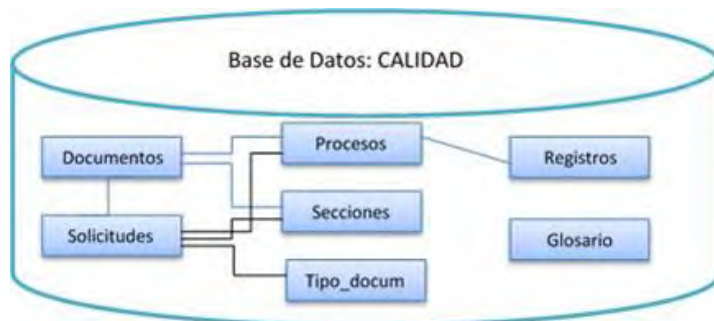 Base de Datos: CALIDAD
Documentos
Procesos
Registros
Solicitudes
Secciones
Glosario
Tipo_docum